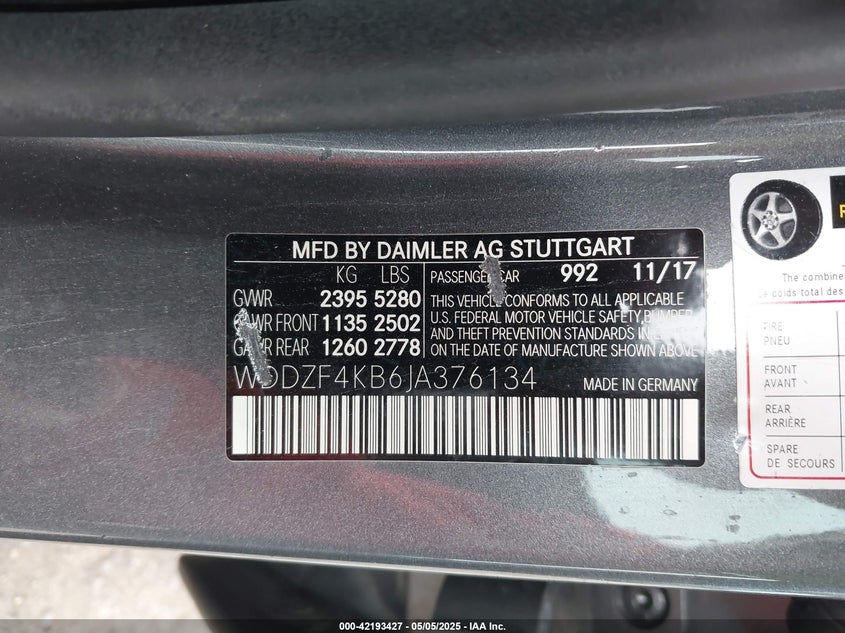 MFD BY DAIMLER AG STUTTGART
KG LBS
PASSENGER CAR 992 11/17
GVWR 2395 5280
GAWR FRONT 1135 2502
GAWR REAR 1260 2778
THIS VEHICLE CONFORMS TO ALL APPLICABLE
U.S. FEDERAL MOTOR VEHICLE SAFETY, BUMPER
AND THEFT PREVENTION STANDARDS IN
ON THE DATE OF MANUFACTURE SHOWN ABOVE
WDDZF4KB6JA376134
MADE IN GERMANY
The combine
Le poids total des
TIRE
PNEU
FRONT
AVANT
REAR
ARRIÈRE
SPARE
DE SECOURS
000-42193427 - 05/05/2025 - IAA Inc.